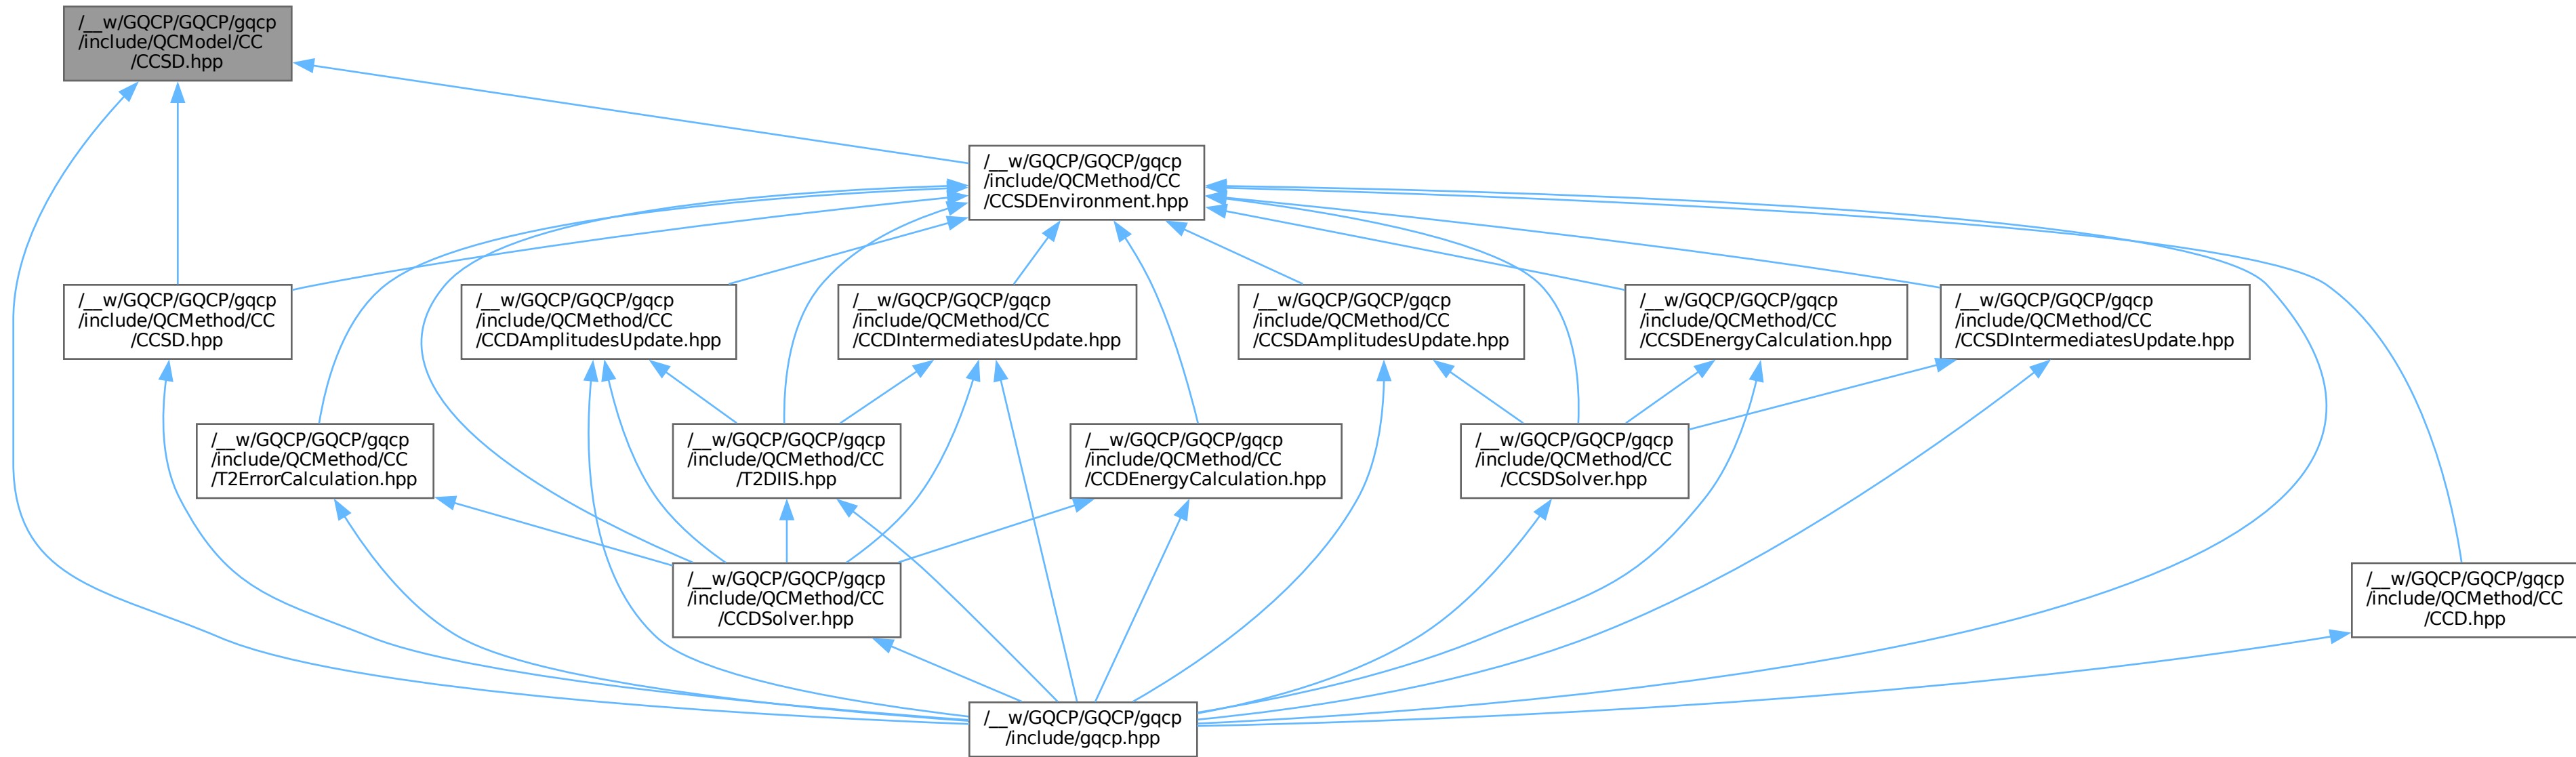 /__w/GQCP/GQCP/gqcp
/include/QCModel/CC
/CCSD.hpp
/__w/GQCP/GQCP/gqcp
/include/QCMethod/CC
/CCSDEnvironment.hpp
/__w/GQCP/GQCP/gqcp
/include/QCMethod/CC
/CCSD.hpp
/__w/GQCP/GQCP/gqcp
/include/QCMethod/CC
/CCDAmplitudesUpdate.hpp
/__w/GQCP/GQCP/gqcp
/include/QCMethod/CC
/CCDIntermediatesUpdate.hpp
/__w/GQCP/GQCP/gqcp
/include/QCMethod/CC
/CCSDAmplitudesUpdate.hpp
/__w/GQCP/GQCP/gqcp
/include/QCMethod/CC
/CCSDEnergyCalculation.hpp
/__w/GQCP/GQCP/gqcp
/include/QCMethod/CC
/CCSDIntermediatesUpdate.hpp
/__w/GQCP/GQCP/gqcp
/include/QCMethod/CC
/T2ErrorCalculation.hpp
/__w/GQCP/GQCP/gqcp
/include/QCMethod/CC
/T2DIIS.hpp
/__w/GQCP/GQCP/gqcp
/include/QCMethod/CC
/CCDEnergyCalculation.hpp
/__w/GQCP/GQCP/gqcp
/include/QCMethod/CC
/CCSDSolver.hpp
/__w/GQCP/GQCP/gqcp
/include/QCMethod/CC
/CCDSolver.hpp
/__w/GQCP/GQCP/gqcp
/include/QCMethod/CC
/CCD.hpp
/__w/GQCP/GQCP/gqcp
/include/gqcp.hpp